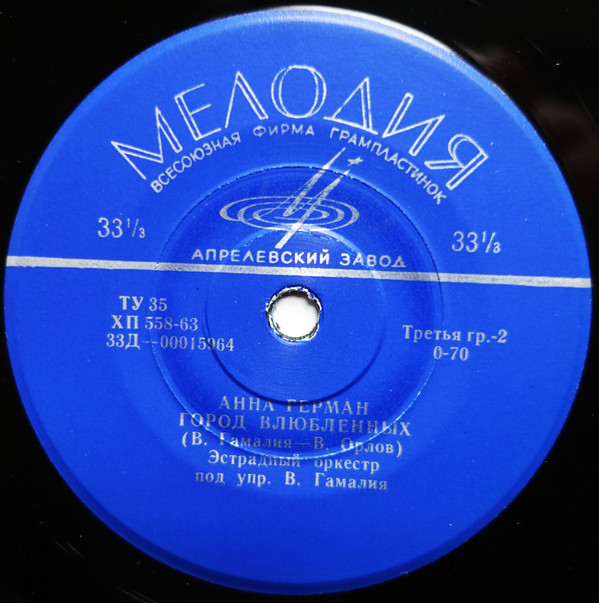 МЕЛОДИЯ
ВСЕСОЮЗНАЯ ФИРМА ГРАМПЛАСТИНОК
33⅓
33⅓
АПРЕЛЕВСКИЙ ЗАВОД
ТУ 35
ХП 558-63
33Д—00015964
Третья гр.-2
0-70
АННА ГЕРМАН
ГОРОД ВЛЮБЛЕННЫХ
(В. Гамалия—В. Орлов)
Эстрадный оркестр
под упр. В. Гамалия